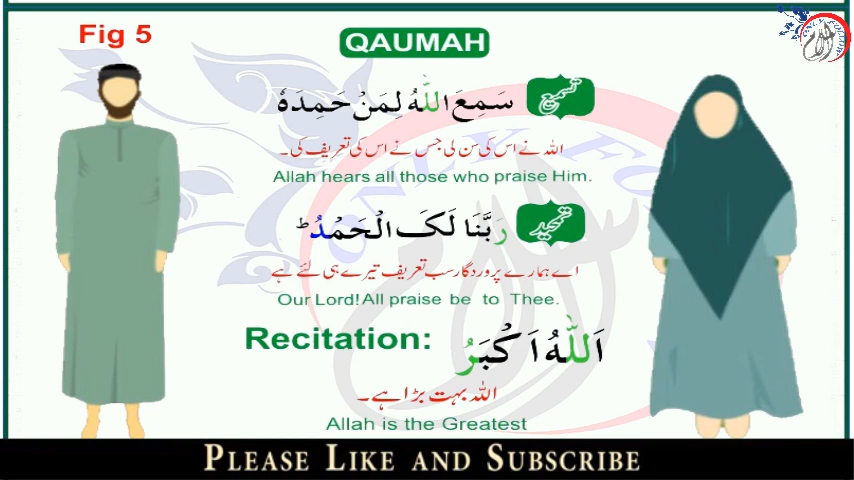 Fig 5
QAUMAH
تسمیع
سَمِعَ اللّٰهُ لِمَنْ حَمِدَهٗ
اللہ نے اس کی سن لی جس نے اس کی تعریف کی۔
Allah hears all those who praise Him.
تحمید
رَبَّنَا لَکَ الْحَمْدُ ط
اے ہمارے پروردگار سب تعریف تیرے ہی لئے ہے
Our Lord! All praise be to Thee.
Recitation: اَللّٰهُ اَکْبَرُ
اللہ بہت بڑا ہے۔
Allah is the Greatest
PLEASE LIKE AND SUBSCRIBE